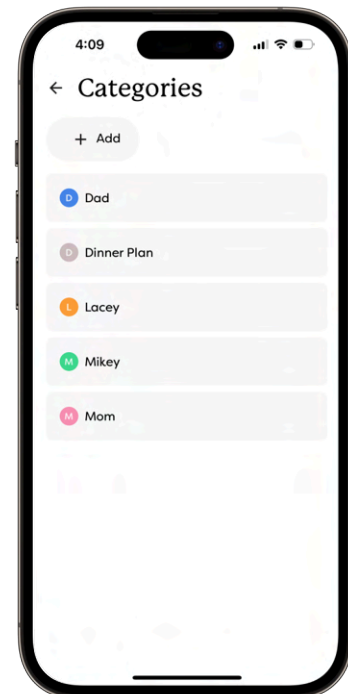 4:09
← Categories
+ Add
D Dad
D Dinner Plan
L Lacey
M Mikey
M Mom